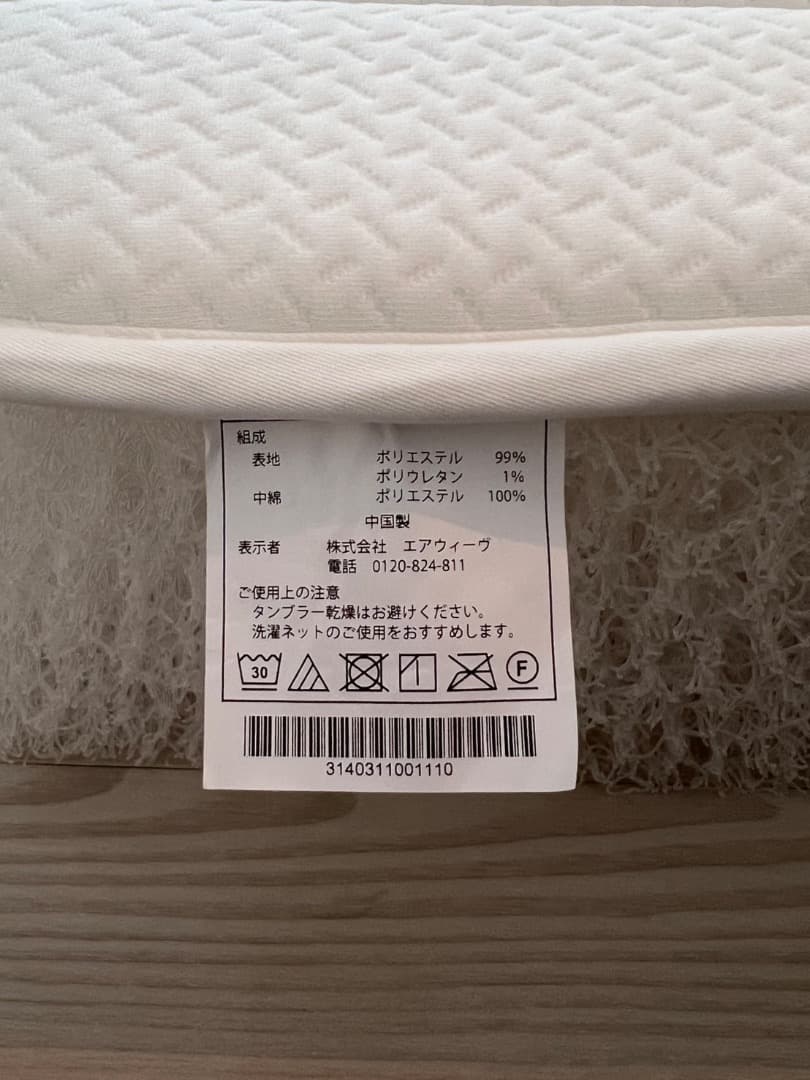 組成
表地 ポリエステル 99%
ポリウレタン 1%
中綿 ポリエステル 100%
中国製
表示者 株式会社 エアウィーヴ
電話 0120-824-811
ご使用上の注意
タンブラー乾燥はお避けください。
洗濯ネットのご使用をおすすめします。
30 F
3140311001110